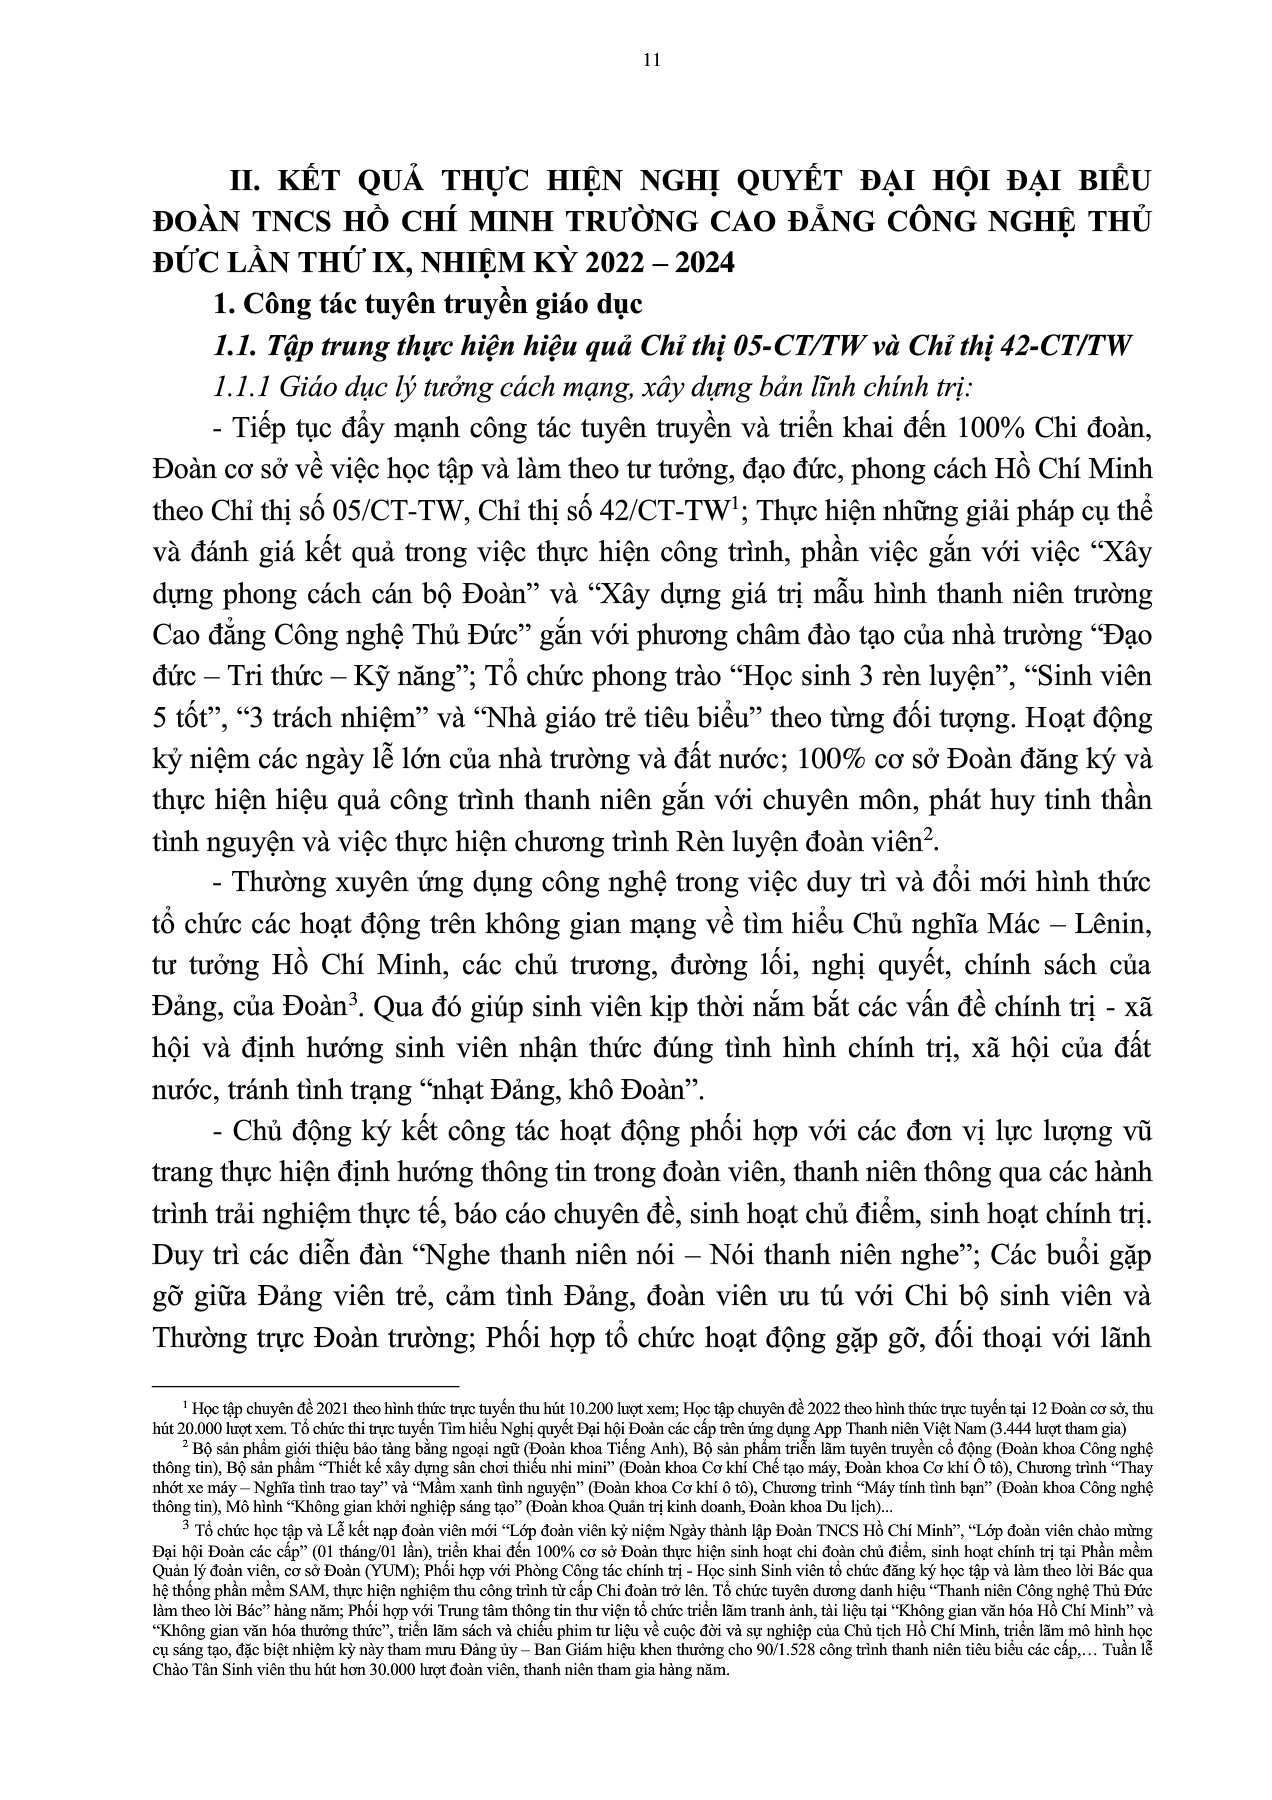 11
II. KẾT QUẢ THỰC HIỆN NGHỊ QUYẾT ĐẠI HỘI ĐẠI BIỂU
ĐOÀN TNCS HỒ CHÍ MINH TRƯỜNG CAO ĐẲNG CÔNG NGHỆ THỦ
ĐỨC LẦN THỨ IX, NHIỆM KỲ 2022 – 2024
1. Công tác tuyên truyền giáo dục
1.1. Tập trung thực hiện hiệu quả Chỉ thị 05-CT/TW và Chỉ thị 42-CT/TW
1.1.1 Giáo dục lý tưởng cách mạng, xây dựng bản lĩnh chính trị:
- Tiếp tục đẩy mạnh công tác tuyên truyền và triển khai đến 100% Chi đoàn,
Đoàn cơ sở về việc học tập và làm theo tư tưởng, đạo đức, phong cách Hồ Chí Minh
theo Chỉ thị số 05/CT-TW, Chỉ thị số 42/CT-TW¹; Thực hiện những giải pháp cụ thể
và đánh giá kết quả trong việc thực hiện công trình, phần việc gắn với việc “Xây
dựng phong cách cán bộ Đoàn” và “Xây dựng giá trị mẫu hình thanh niên trường
Cao đẳng Công nghệ Thủ Đức” gắn với phương châm đào tạo của nhà trường “Đạo
đức – Tri thức – Kỹ năng”; Tổ chức phong trào “Học sinh 3 rèn luyện”, “Sinh viên
5 tốt”, “3 trách nhiệm” và “Nhà giáo trẻ tiêu biểu” theo từng đối tượng. Hoạt động
kỷ niệm các ngày lễ lớn của nhà trường và đất nước; 100% cơ sở Đoàn đăng ký và
thực hiện hiệu quả công trình thanh niên gắn với chuyên môn, phát huy tinh thần
tình nguyện và việc thực hiện chương trình Rèn luyện đoàn viên².
- Thường xuyên ứng dụng công nghệ trong việc duy trì và đổi mới hình thức
tổ chức các hoạt động trên không gian mạng về tìm hiểu Chủ nghĩa Mác – Lênin,
tư tưởng Hồ Chí Minh, các chủ trương, đường lối, nghị quyết, chính sách của
Đảng, của Đoàn³. Qua đó giúp sinh viên kịp thời nắm bắt các vấn đề chính trị - xã
hội và định hướng sinh viên nhận thức đúng tình hình chính trị, xã hội của đất
nước, tránh tình trạng “nhạt Đảng, khô Đoàn”.
- Chủ động ký kết công tác hoạt động phối hợp với các đơn vị lực lượng vũ
trang thực hiện định hướng thông tin trong đoàn viên, thanh niên thông qua các hành
trình trải nghiệm thực tế, báo cáo chuyên đề, sinh hoạt chủ điểm, sinh hoạt chính trị.
Duy trì các diễn đàn “Nghe thanh niên nói – Nói thanh niên nghe”; Các buổi gặp
gỡ giữa Đảng viên trẻ, cảm tình Đảng, đoàn viên ưu tú với Chi bộ sinh viên và
Thường trực Đoàn trường; Phối hợp tổ chức hoạt động gặp gỡ, đối thoại với lãnh
¹ Học tập chuyên đề 2021 theo hình thức trực tuyến thu hút 10.200 lượt xem; Học tập chuyên đề 2022 theo hình thức trực tuyến tại 12 Đoàn cơ sở, thu
hút 20.000 lượt xem. Tổ chức thi trực tuyến Tìm hiểu Nghị quyết Đại hội Đoàn các cấp trên ứng dụng App Thanh niên Việt Nam (3.444 lượt tham gia)
² Bộ sản phẩm giới thiệu bảo tàng bằng ngoại ngữ (Đoàn khoa Tiếng Anh), Bộ sản phẩm triển lãm tuyên truyền cổ động (Đoàn khoa Công nghệ
thông tin), Bộ sản phẩm “Thiết kế xây dựng sân chơi thiếu nhi mini” (Đoàn khoa Cơ khí Chế tạo máy, Đoàn khoa Cơ khí Ô tô), Chương trình “Thay
nhớt xe máy – Nghĩa tình trao tay” và “Mầm xanh tình nguyện” (Đoàn khoa Cơ khí ô tô), Chương trình “Máy tính tình bạn” (Đoàn khoa Công nghệ
thông tin), Mô hình “Không gian khởi nghiệp sáng tạo” (Đoàn khoa Quản trị kinh doanh, Đoàn khoa Du lịch)...
³ Tổ chức học tập và Lễ kết nạp đoàn viên mới “Lớp đoàn viên kỷ niệm Ngày thành lập Đoàn TNCS Hồ Chí Minh”, “Lớp đoàn viên chào mừng
Đại hội Đoàn các cấp” (01 tháng/01 lần), triển khai đến 100% cơ sở Đoàn thực hiện sinh hoạt chi đoàn chủ điểm, sinh hoạt chính trị tại Phần mềm
Quản lý đoàn viên, cơ sở Đoàn (YUM); Phối hợp với Phòng Công tác chính trị - Học sinh Sinh viên tổ chức đăng ký học tập và làm theo lời Bác qua
hệ thống phần mềm SAM, thực hiện nghiệm thu công trình từ cấp Chi đoàn trở lên. Tổ chức tuyên dương danh hiệu “Thanh niên Công nghệ Thủ Đức
làm theo lời Bác” hàng năm; Phối hợp với Trung tâm thông tin thư viện tổ chức triển lãm tranh ảnh, tài liệu tại “Không gian văn hóa Hồ Chí Minh” và
“Không gian văn hóa thưởng thức”, triển lãm sách và chiếu phim tư liệu về cuộc đời và sự nghiệp của Chủ tịch Hồ Chí Minh, triển lãm mô hình học
cụ sáng tạo, đặc biệt nhiệm kỳ này tham mưu Đảng ủy – Ban Giám hiệu khen thưởng cho 90/1.528 công trình thanh niên tiêu biểu các cấp,… Tuần lễ
Chào Tân Sinh viên thu hút hơn 30.000 lượt đoàn viên, thanh niên tham gia hàng năm.